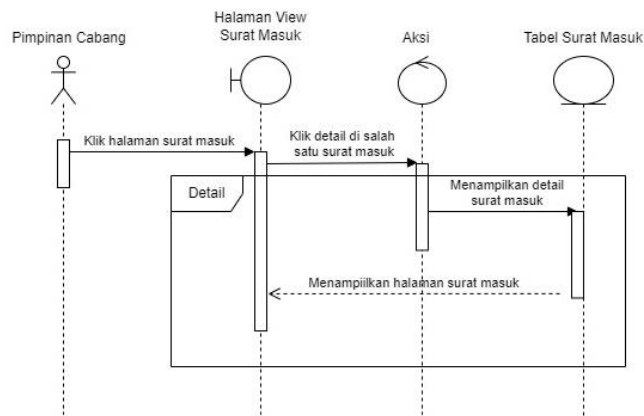 Pimpinan Cabang
Halaman View
Surat Masuk
Aksi
Tabel Surat Masuk
Klik halaman surat masuk
Klik detail di salah
satu surat masuk
Detail
Menampilkan detail
surat masuk
Menampiilkan halaman surat masuk